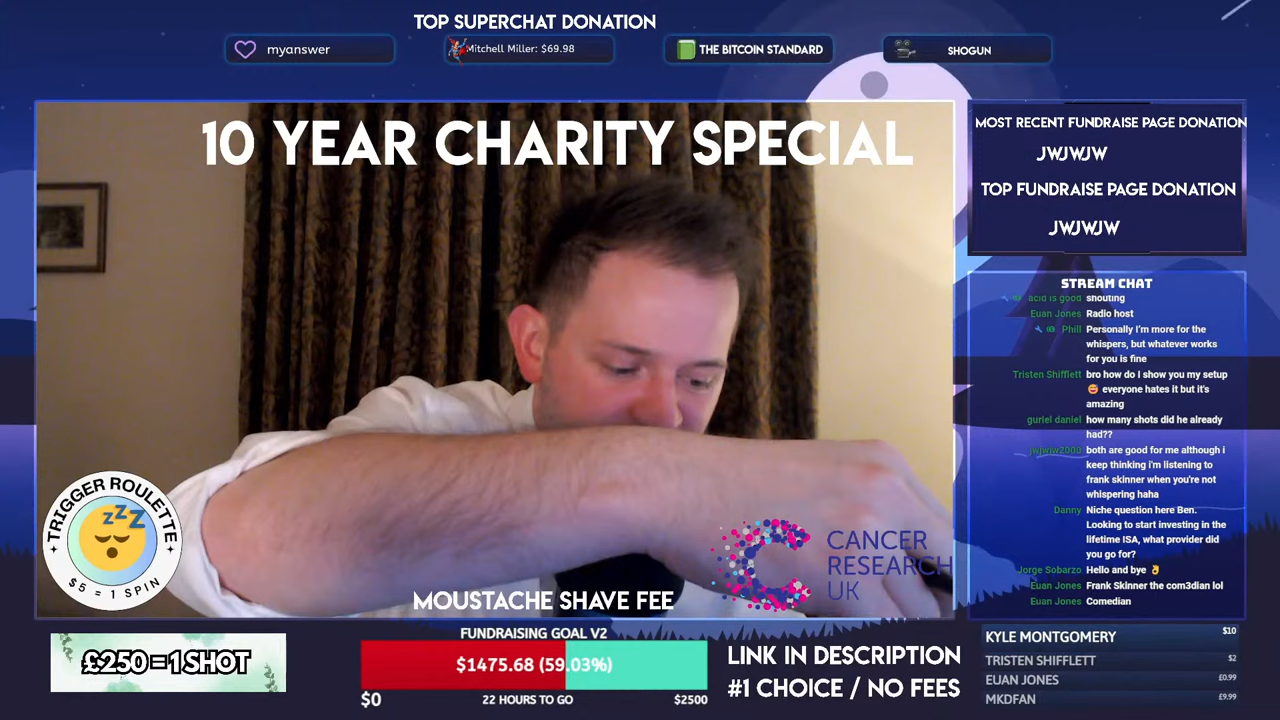 TOP SUPERCHAT DONATION
myanswer
Mitchell Miller: $69.98
THE BITCOIN STANDARD
SHOGUN
10 YEAR CHARITY SPECIAL
MOST RECENT FUNDRAISE PAGE DONATION
JWJWJW
TOP FUNDRAISE PAGE DONATION
JWJWJW
STREAM CHAT
acid is good shouting
Euan Jones Radio host
Phill Personally I'm more for the
whispers, but whatever works
for you is fine
Tristen Shifflett bro how do I show you my setup
😊 everyone hates it but it's
amazing
guriel daniel how many shots did he already
had??
jwjwjw2000 both are good for me although i
keep thinking i'm listening to
frank skinner when you're not
whispering haha
Danny Niche question here Ben.
Looking to start investing in the
lifetime ISA, what provider did
you go for?
Jorge Sobarzo Hello and bye ✌
Euan Jones Frank Skinner the com3dian lol
Euan Jones Comedian
TRIGGER ROULETTE
zzz
$5 = 1 SPIN
CANCER
RESEARCH
UK
MOUSTACHE SHAVE FEE
£250 = 1 SHOT
FUNDRAISING GOAL V2
$1475.68 (59.03%)
$0
22 HOURS TO GO
$2500
LINK IN DESCRIPTION
#1 CHOICE / NO FEES
KYLE MONTGOMERY $10
TRISTEN SHIFFLETT $2
EUAN JONES £0.99
MKDFAN £9.99